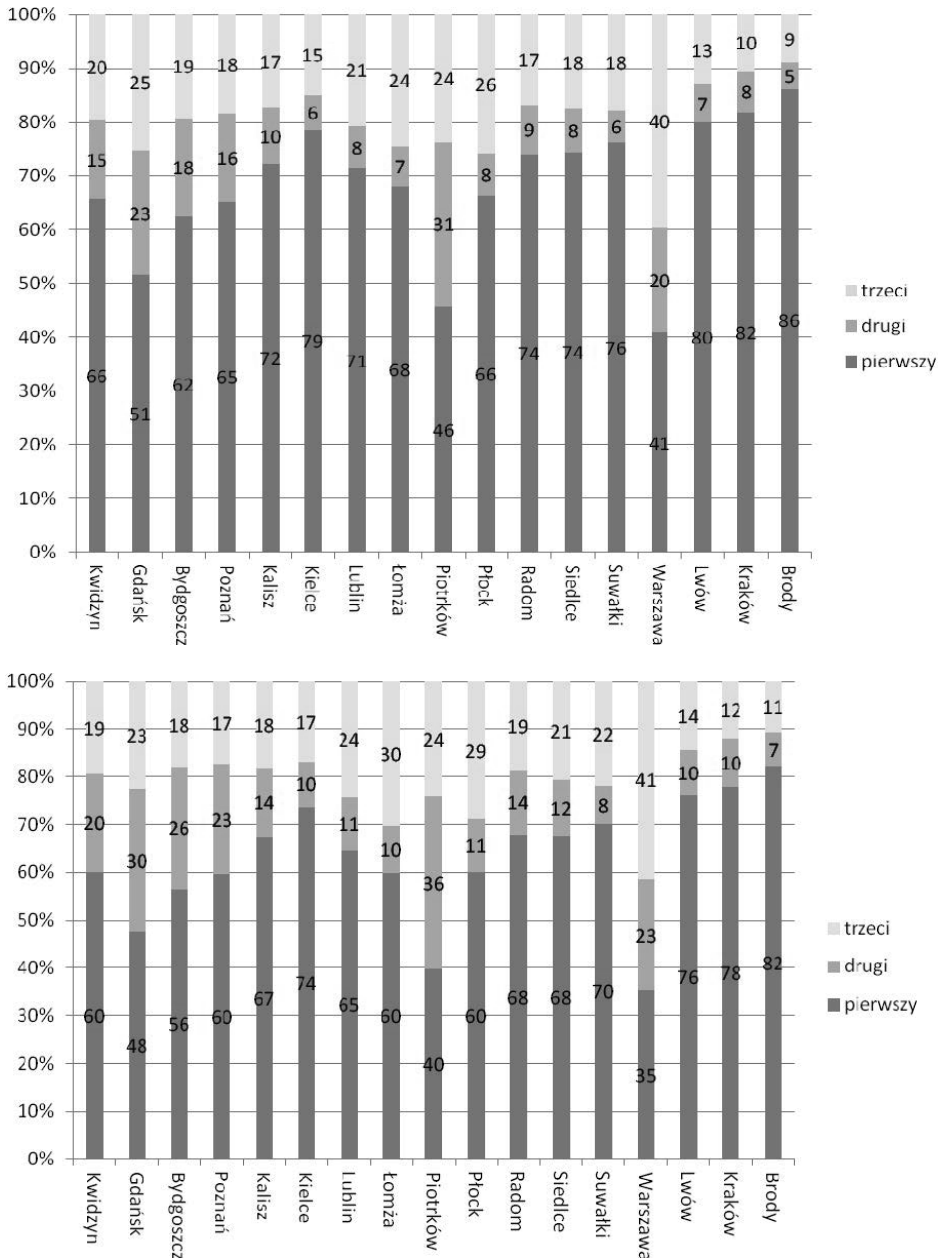 100%
90%
80%
70%
60%
50%
40%
30%
20%
10%
0%
20 25 19 18 17 15 21 24 24 26 17 18 18 40 13 10 9
15 23 18 16 10 6 8 7 31 8 9 8 6 20 7 8 5
66 51 62 65 72 79 71 68 46 66 74 74 76 41 80 82 86
Kwidzyn
Gdańsk
Bydgoszcz
Poznań
Kalisz
Kielce
Lublin
Łomża
Piotrków
Płock
Radom
Siedlce
Suwałki
Warszawa
Lwów
Kraków
Brody
trzeci
drugi
pierwszy
100%
90%
80%
70%
60%
50%
40%
30%
20%
10%
0%
19 23 18 17 18 17 24 30 24 29 19 21 22 41 14 12 11
20 30 26 23 14 10 11 10 36 11 14 12 8 23 10 10 7
60 48 56 60 67 74 65 60 40 60 68 68 70 35 76 78 82
Kwidzyn
Gdańsk
Bydgoszcz
Poznań
Kalisz
Kielce
Lublin
Łomża
Piotrków
Płock
Radom
Siedlce
Suwałki
Warszawa
Lwów
Kraków
Brody
trzeci
drugi
pierwszy